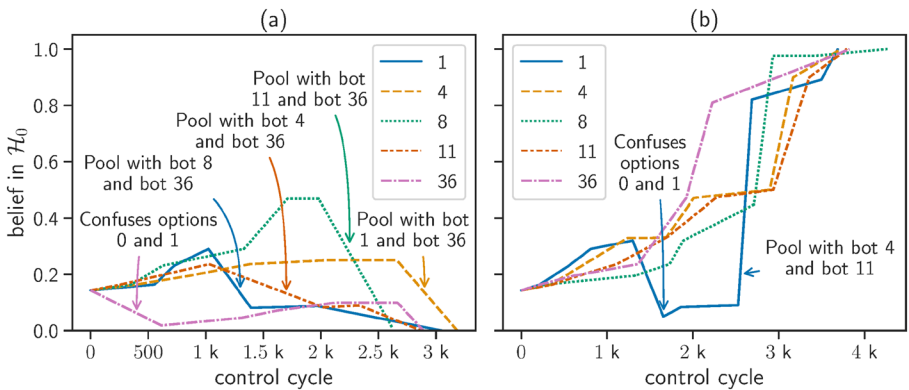 (a)
belief in H₀
1.0
0.8
0.6
0.4
0.2
0.0
0
500
1 k
1.5 k
2 k
2.5 k
3 k
control cycle
1
4
8
11
36
Pool with bot
11 and bot 36
Pool with bot 4
and bot 36
Pool with bot 8
and bot 36
Confuses options
0 and 1
Pool with bot
1 and bot 36
(b)
1
4
8
11
36
Confuses
options
0 and 1
Pool with bot 4
and bot 11
0
1 k
2 k
3 k
4 k
control cycle